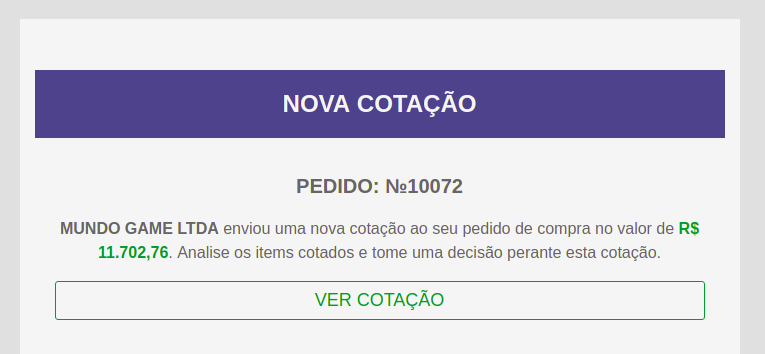 NOVA COTAÇÃO
PEDIDO: №10072
MUNDO GAME LTDA enviou uma nova cotação ao seu pedido de compra no valor de R$
11.702,76. Analise os items cotados e tome uma decisão perante esta cotação.
VER COTAÇÃO